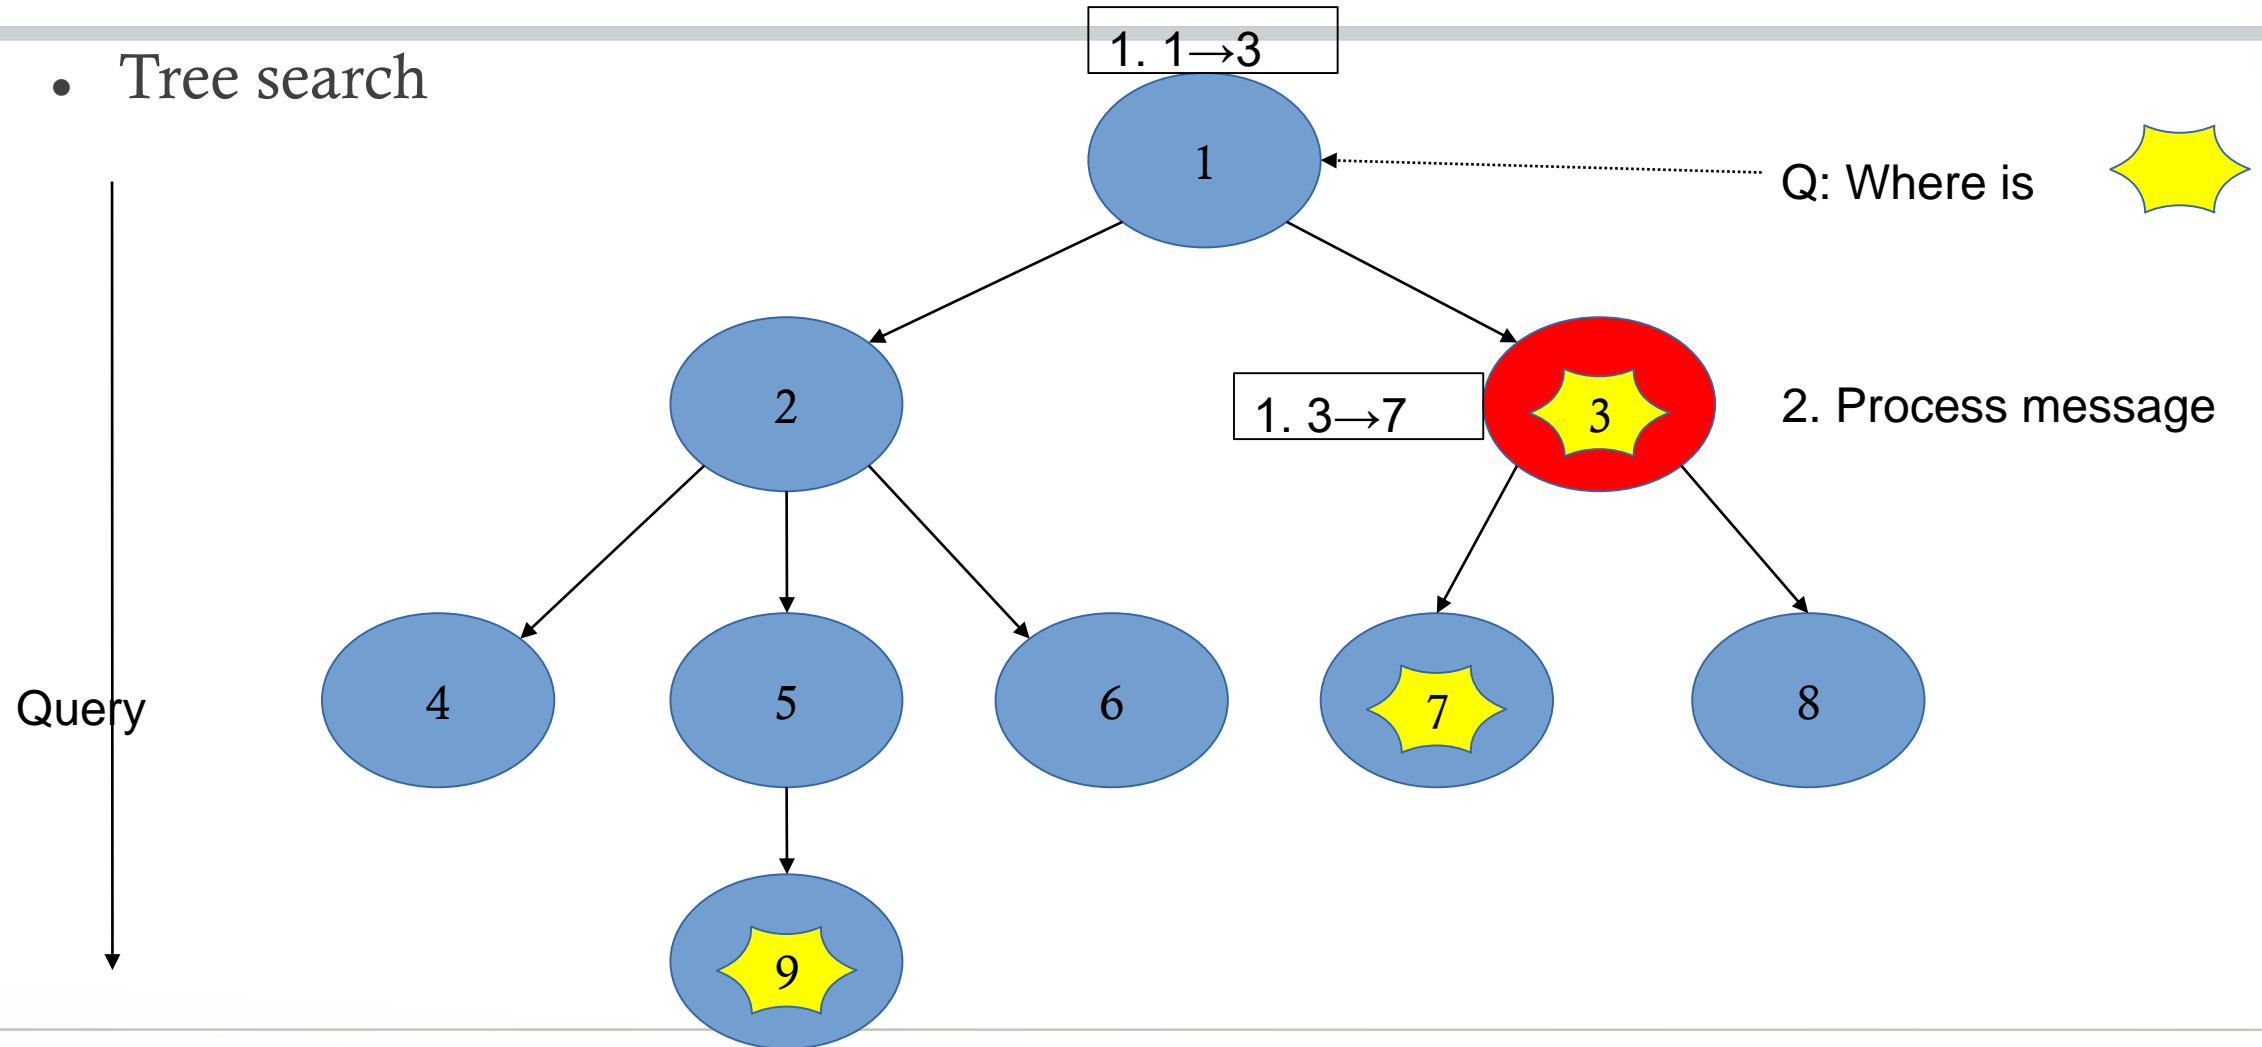 1. 1→3
• Tree search
1
Q: Where is
2
1. 3→7
3
2. Process message
Query
4
5
6
7
8
9